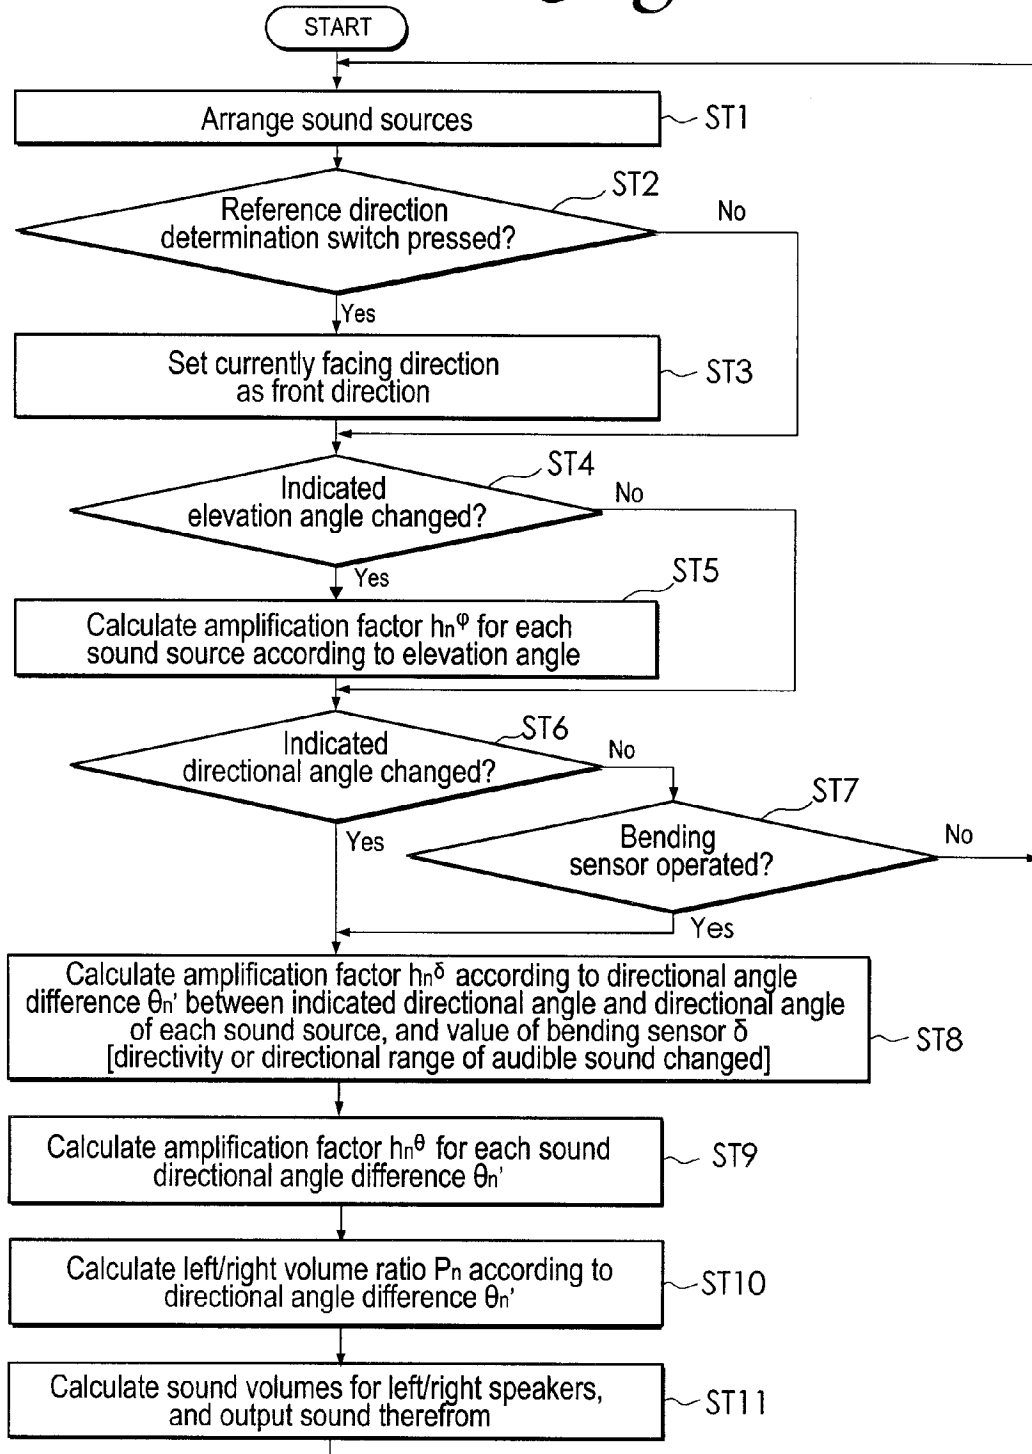 START
Arrange sound sources
ST1
ST2
Reference direction
determination switch pressed?
No
Yes
Set currently facing direction
as front direction
ST3
ST4
Indicated
elevation angle changed?
No
Yes
ST5
Calculate amplification factor hnφ for each
sound source according to elevation angle
ST6
Indicated
directional angle changed?
No
Yes
ST7
Bending
sensor operated?
No
Yes
Calculate amplification factor hnδ according to directional angle
difference θn' between indicated directional angle and directional angle
of each sound source, and value of bending sensor δ
[directivity or directional range of audible sound changed]
ST8
Calculate amplification factor hnθ for each sound
directional angle difference θn'
ST9
Calculate left/right volume ratio Pn according to
directional angle difference θn'
ST10
Calculate sound volumes for left/right speakers,
and output sound therefrom
ST11